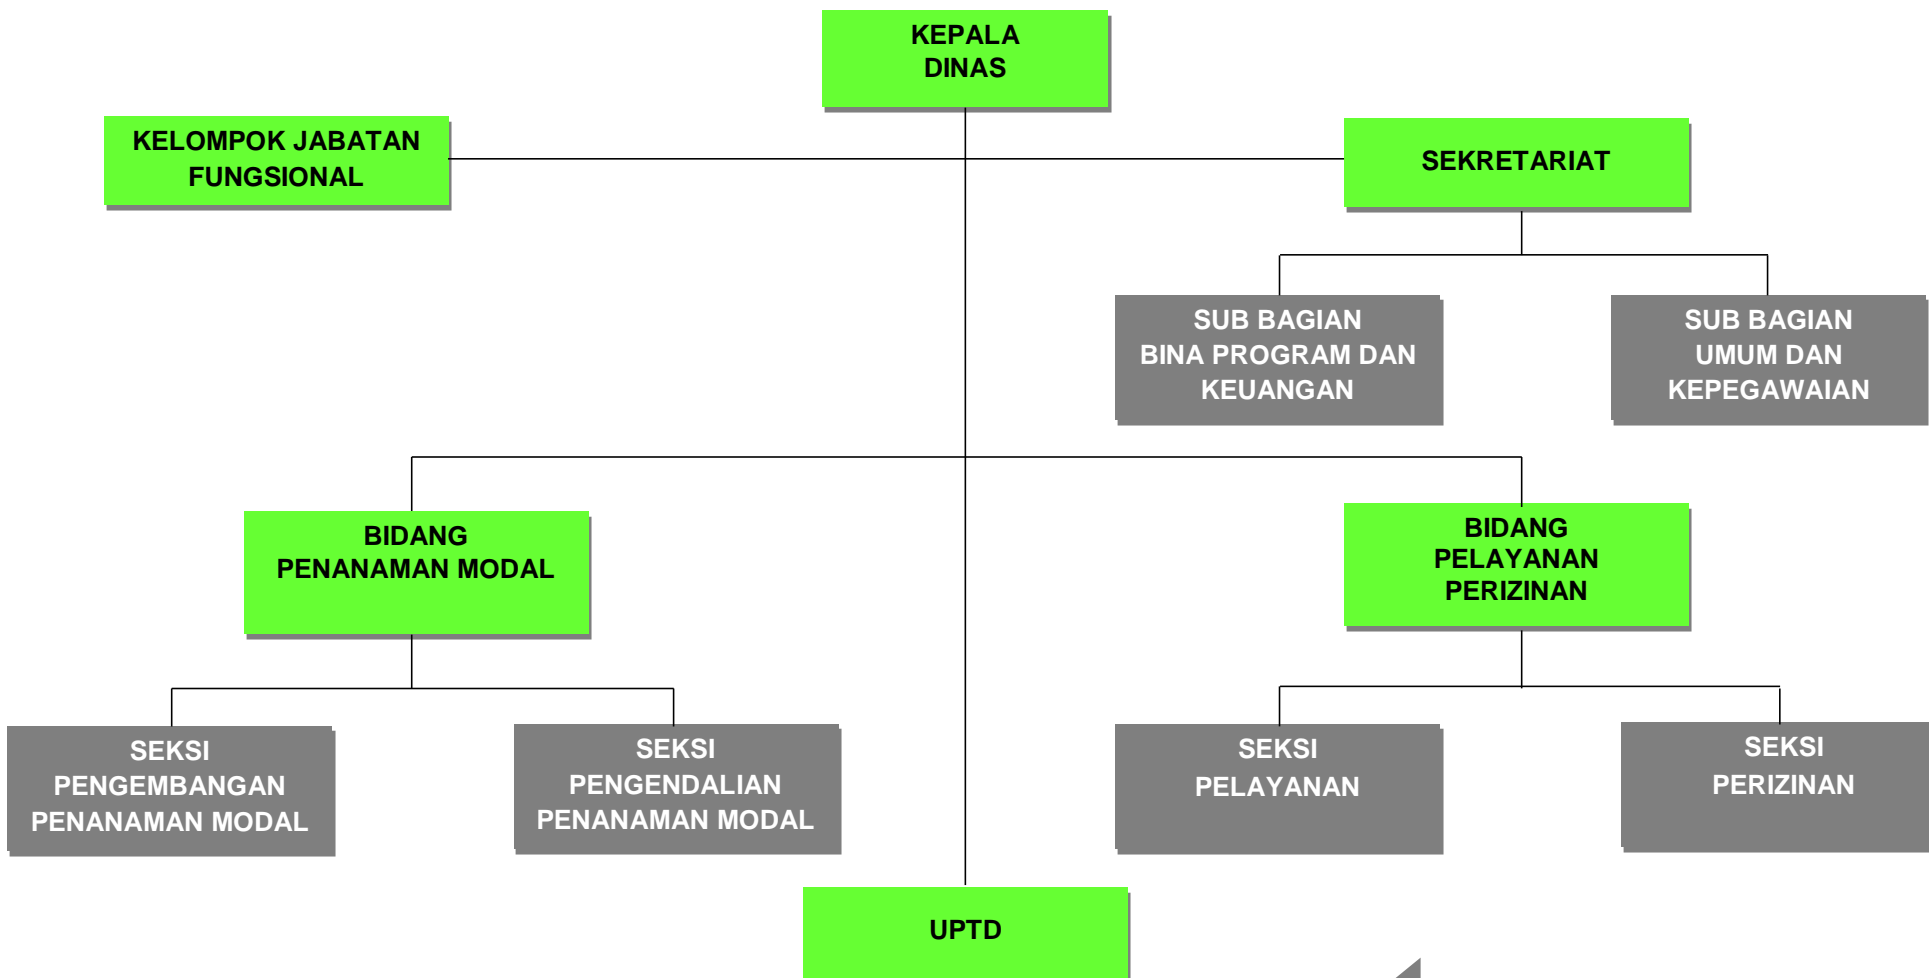 KEPALA
DINAS
KELOMPOK JABATAN
FUNGSIONAL
SEKRETARIAT
SUB BAGIAN
BINA PROGRAM DAN
KEUANGAN
SUB BAGIAN
UMUM DAN
KEPEGAWAIAN
BIDANG
PENANAMAN MODAL
BIDANG
PELAYANAN
PERIZINAN
SEKSI
PENGEMBANGAN
PENANAMAN MODAL
SEKSI
PENGENDALIAN
PENANAMAN MODAL
SEKSI
PELAYANAN
SEKSI
PERIZINAN
UPTD